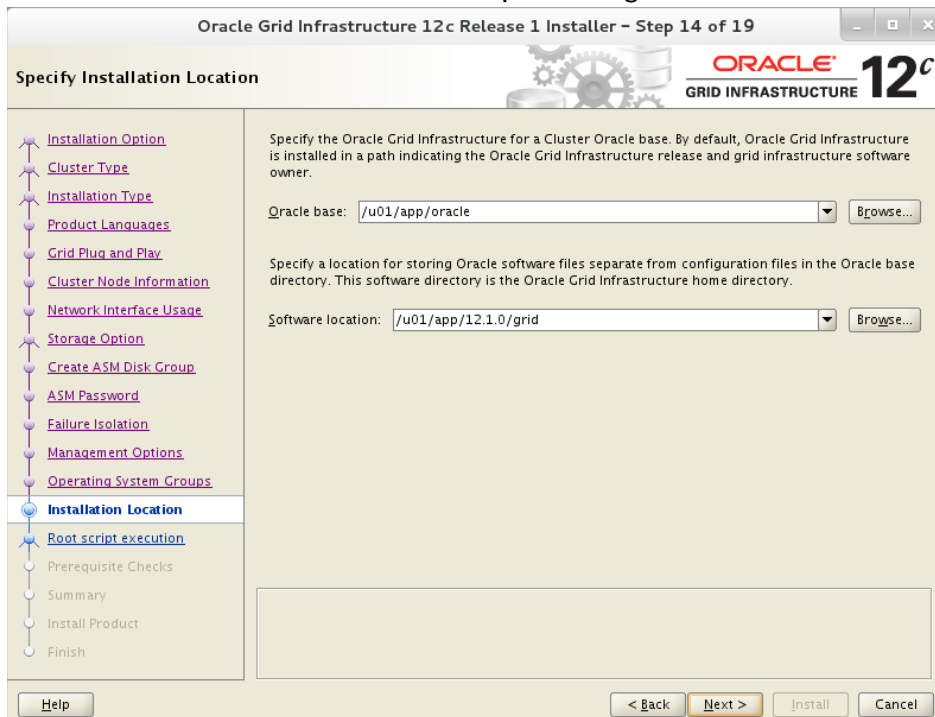 Oracle Grid Infrastructure 12c Release 1 Installer – Step 14 of 19
Specify Installation Location
ORACLE
GRID INFRASTRUCTURE
12c
Installation Option
Cluster Type
Installation Type
Product Languages
Grid Plug and Play
Cluster Node Information
Network Interface Usage
Storage Option
Create ASM Disk Group
ASM Password
Failure Isolation
Management Options
Operating System Groups
Installation Location
Root script execution
Prerequisite Checks
Summary
Install Product
Finish
Specify the Oracle Grid Infrastructure for a Cluster Oracle base. By default, Oracle Grid Infrastructure
is installed in a path indicating the Oracle Grid Infrastructure release and grid infrastructure software
owner.
Oracle base: /u01/app/oracle Browse...
Specify a location for storing Oracle software files separate from configuration files in the Oracle base
directory. This software directory is the Oracle Grid Infrastructure home directory.
Software location: /u01/app/12.1.0/grid Browse...
Help < Back Next > Install Cancel